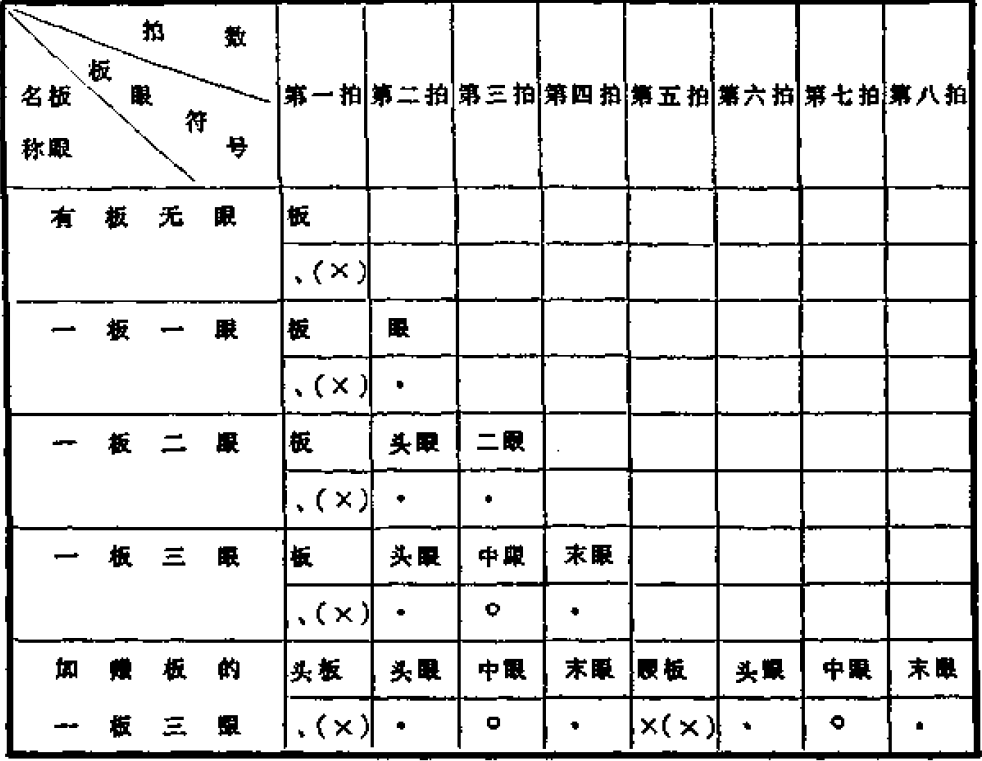 拍数
板眼符号
板眼名称
第一拍 第二拍 第三拍 第四拍 第五拍 第六拍 第七拍 第八拍
有板无眼 板
、(×)
一板一眼 板 眼
、(×) •
一板二眼 板 头眼 二眼
、(×) • •
一板三眼 板 头眼 中眼 末眼
、(×) • ○ •
加赠板的 头板 头眼 中眼 末眼 腰板 头眼 中眼 末眼
一板三眼 、(×) • ○ • ×(×) • ○ •